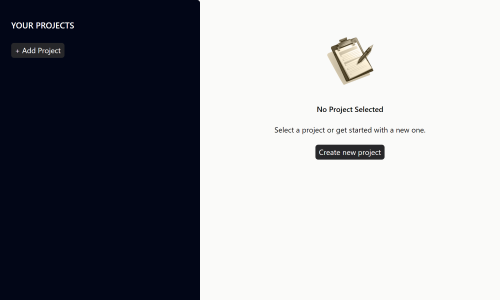 YOUR PROJECTS
+ Add Project
No Project Selected
Select a project or get started with a new one.
Create new project